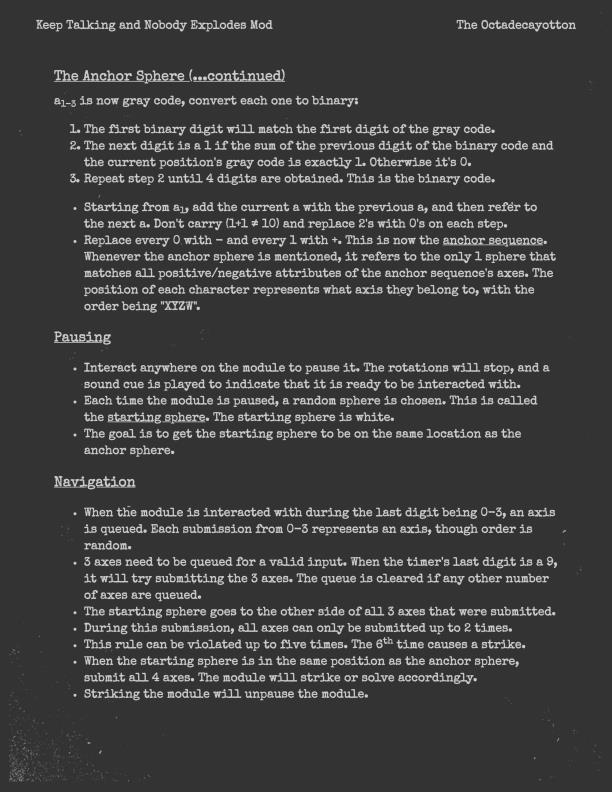 Keep Talking and Nobody Explodes Mod
The Octadecayotton
The Anchor Sphere (...continued)
a1-3 is now gray code, convert each one to binary:
1. The first binary digit will match the first digit of the gray code.
2. The next digit is a 1 if the sum of the previous digit of the binary code and
the current position's gray code is exactly 1. Otherwise it's 0.
3. Repeat step 2 until 4 digits are obtained. This is the binary code.
• Starting from a1, add the current a with the previous a, and then refer to
the next a. Don't carry (1+1 ≠ 10) and replace 2's with 0's on each step.
• Replace every 0 with - and every 1 with +. This is now the anchor sequence.
Whenever the anchor sphere is mentioned, it refers to the only 1 sphere that
matches all positive/negative attributes of the anchor sequence's axes. The
position of each character represents what axis they belong to, with the
order being "XYZW".
Pausing
• Interact anywhere on the module to pause it. The rotations will stop, and a
sound cue is played to indicate that it is ready to be interacted with.
• Each time the module is paused, a random sphere is chosen. This is called
the starting sphere. The starting sphere is white.
• The goal is to get the starting sphere to be on the same location as the
anchor sphere.
Navigation
• When the module is interacted with during the last digit being 0-3, an axis
is queued. Each submission from 0-3 represents an axis, though order is
random.
• 3 axes need to be queued for a valid input. When the timer's last digit is a 9,
it will try submitting the 3 axes. The queue is cleared if any other number
of axes are queued.
• The starting sphere goes to the other side of all 3 axes that were submitted.
• During this submission, all axes can only be submitted up to 2 times.
• This rule can be violated up to five times. The 6th time causes a strike.
• When the starting sphere is in the same position as the anchor sphere,
submit all 4 axes. The module will strike or solve accordingly.
• Striking the module will unpause the module.